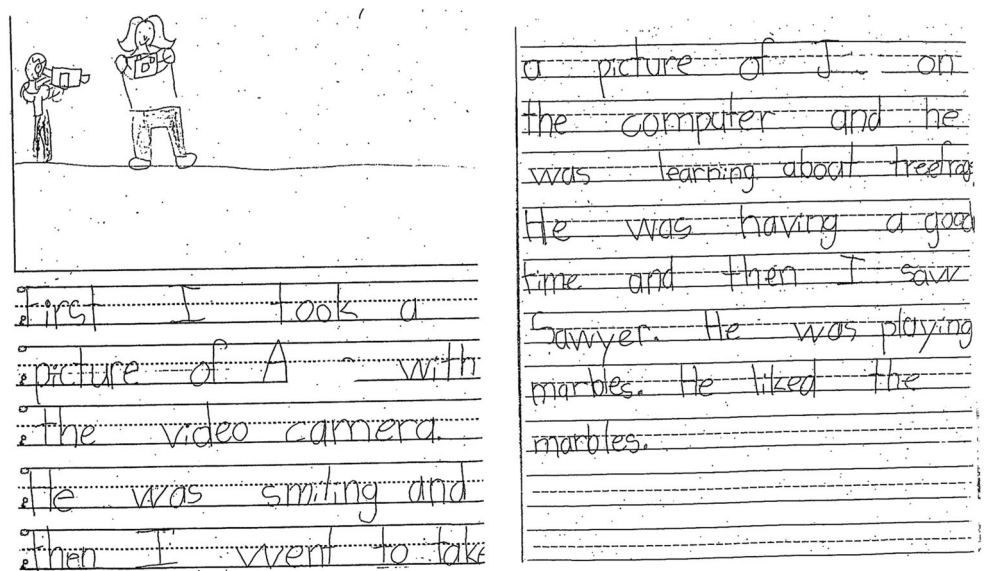 First I took a
picture of A with
the video camera.
He was smiling and
then I went to take
a picture of J on
the computer and he
was learning about treefrogs
He was having a good
time and then I saw
Sawyer. He was playing
marbles. He liked the
marbles.